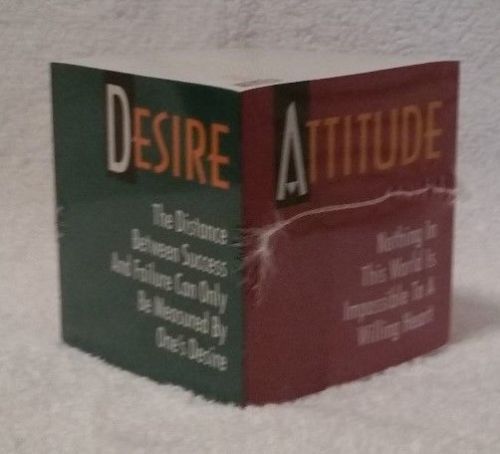 DESIRE
The Distance
Between Success
And Failure Can Only
Be Measured By
One's Desire
ATTITUDE
Nothing In
This World Is
Impossible To A
Willing Heart